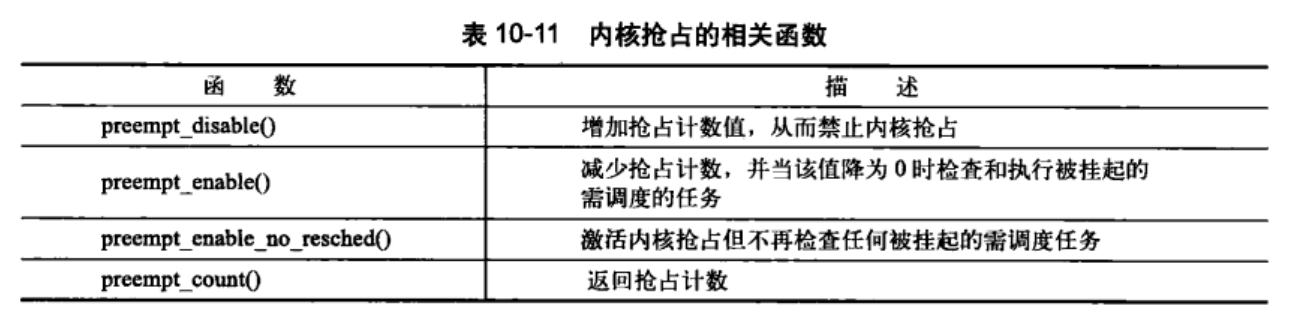 表 10-11 内核抢占的相关函数
函 数 描 述
preempt_disable() 增加抢占计数值，从而禁止内核抢占
preempt_enable() 减少抢占计数，并当该值降为 0 时检查和执行被挂起的
需调度的任务
preempt_enable_no_resched() 激活内核抢占但不再检查任何被挂起的需调度任务
preempt_count() 返回抢占计数